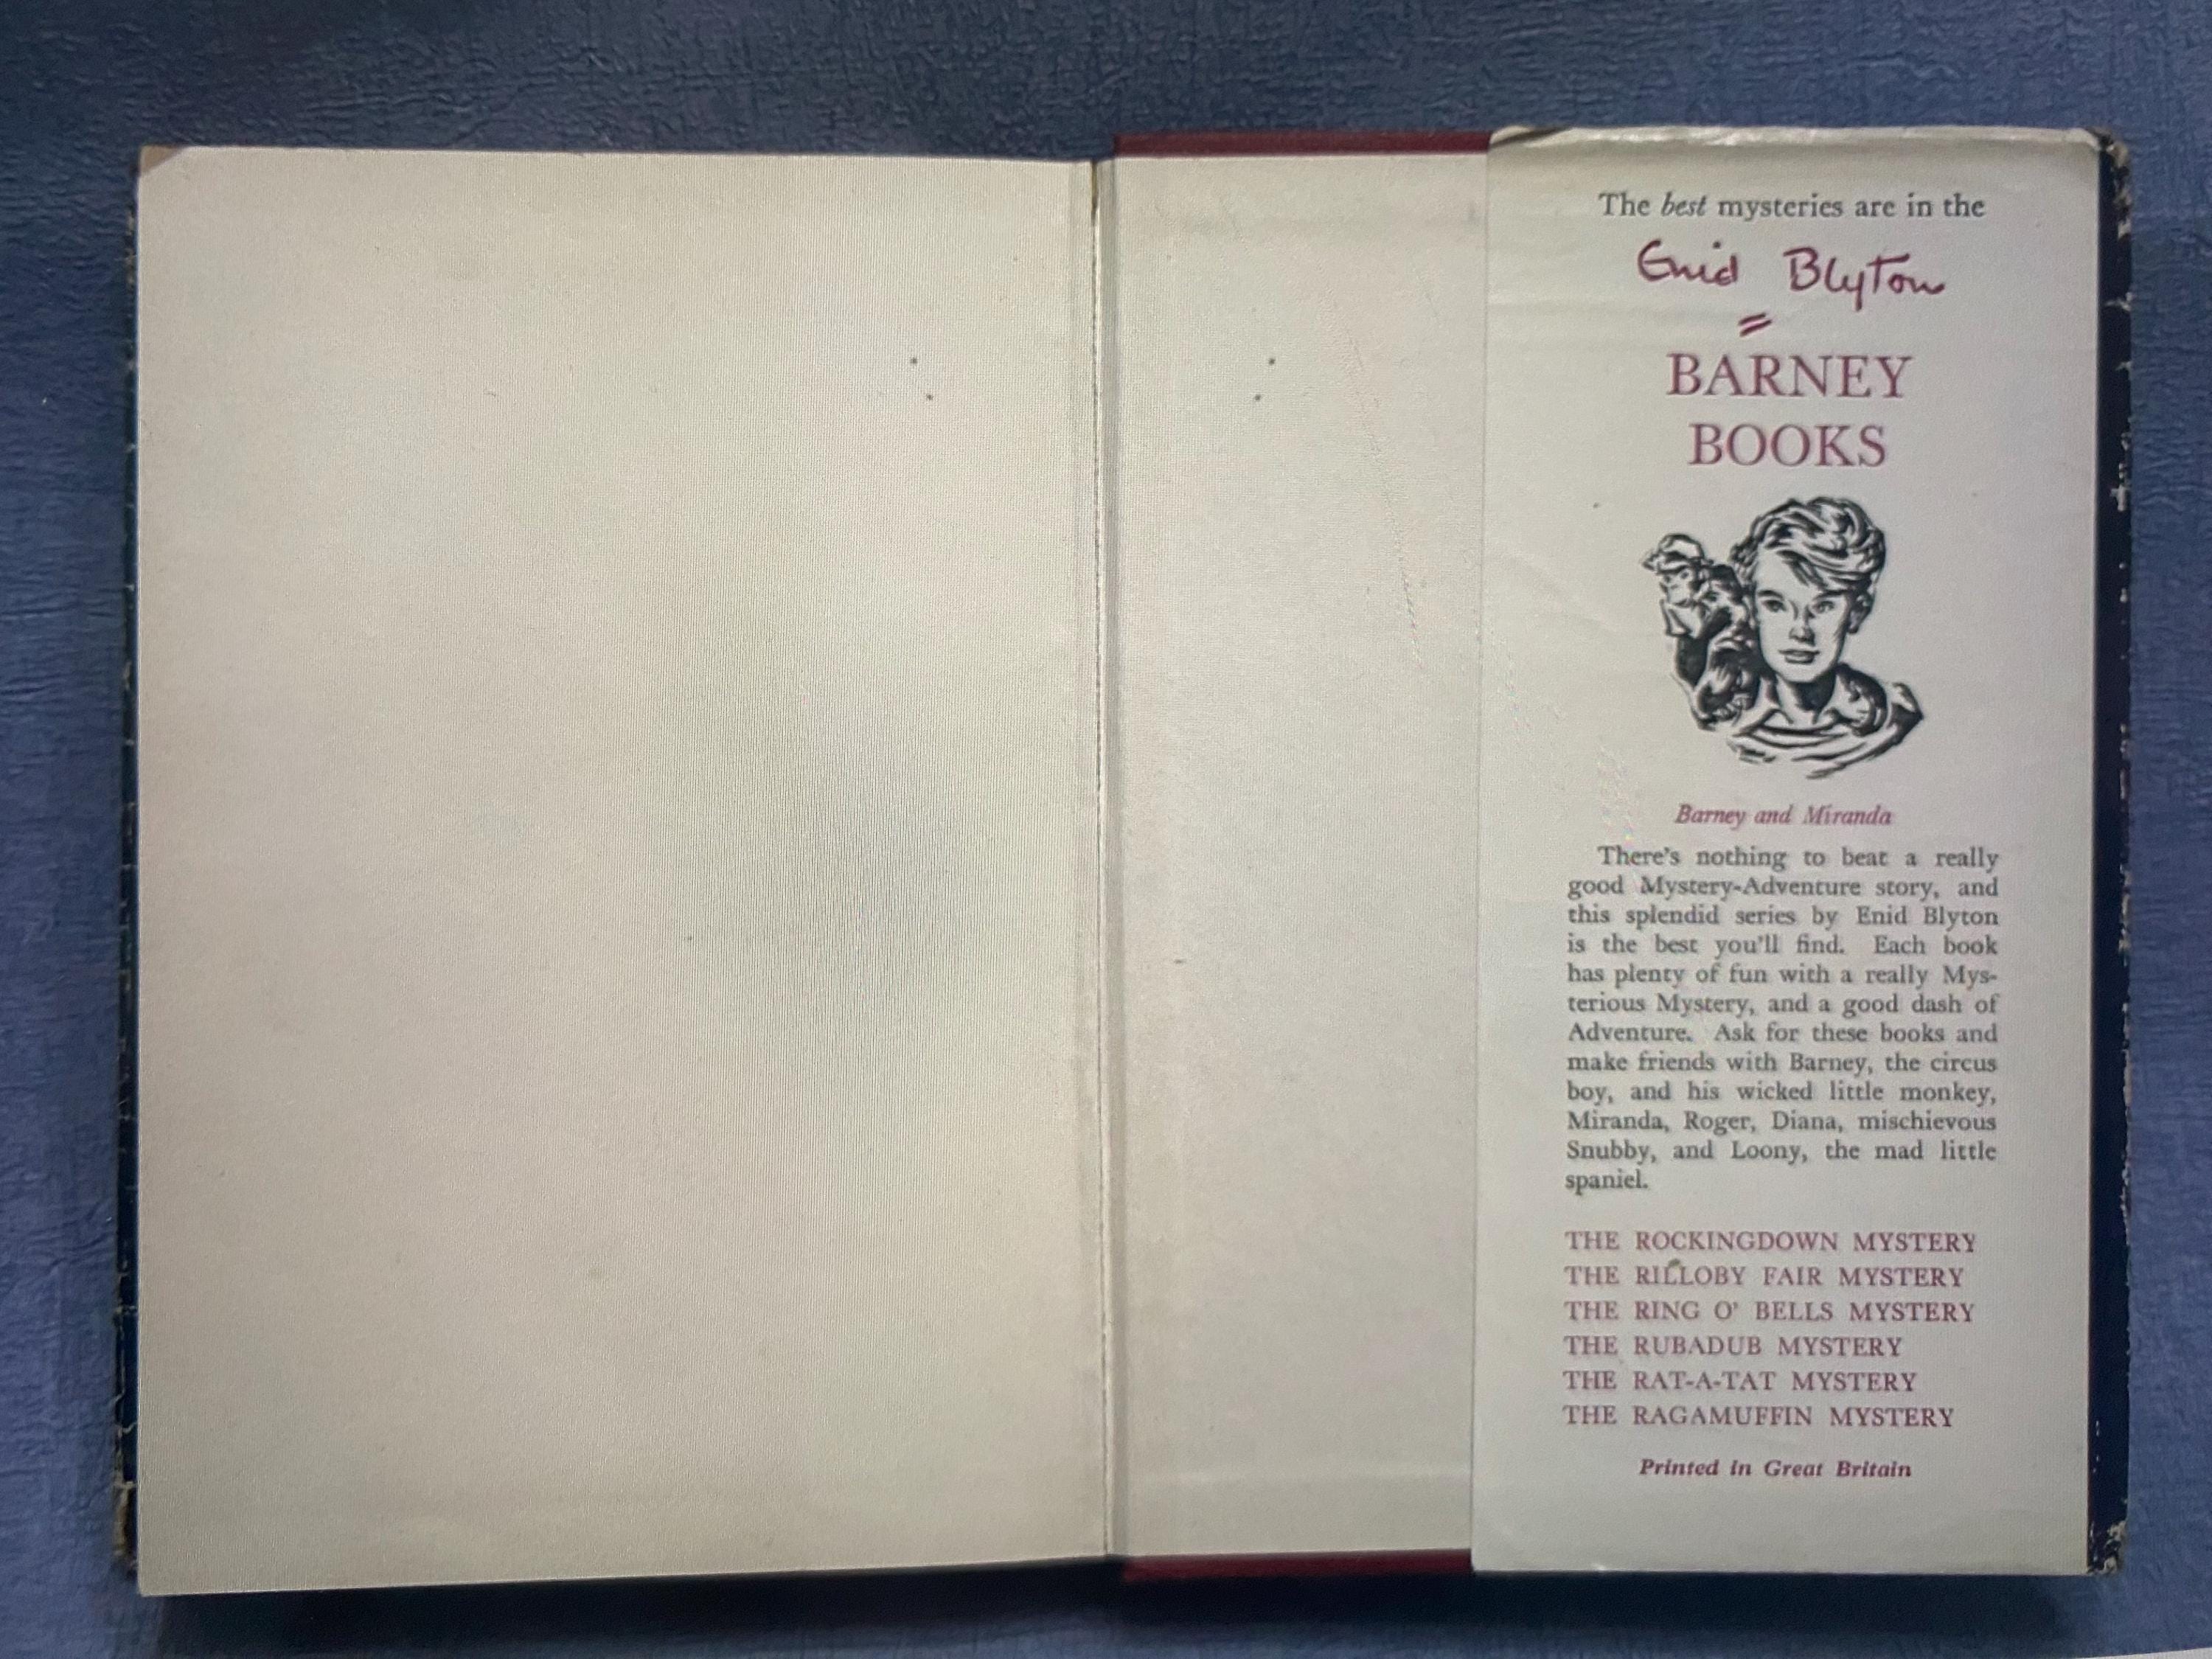 The best mysteries are in the
Enid Blyton
BARNEY
BOOKS
Barney and Miranda
There's nothing to beat a really
good Mystery-Adventure story, and
this splendid series by Enid Blyton
is the best you'll find. Each book
has plenty of fun with a really Mys-
terious Mystery, and a good dash of
Adventure. Ask for these books and
make friends with Barney, the circus
boy, and his wicked little monkey,
Miranda, Roger, Diana, mischievous
Snubby, and Loony, the mad little
spaniel.
THE ROCKINGDOWN MYSTERY
THE RILLOBY FAIR MYSTERY
THE RING O' BELLS MYSTERY
THE RUBADUB MYSTERY
THE RAT-A-TAT MYSTERY
THE RAGAMUFFIN MYSTERY
Printed in Great Britain